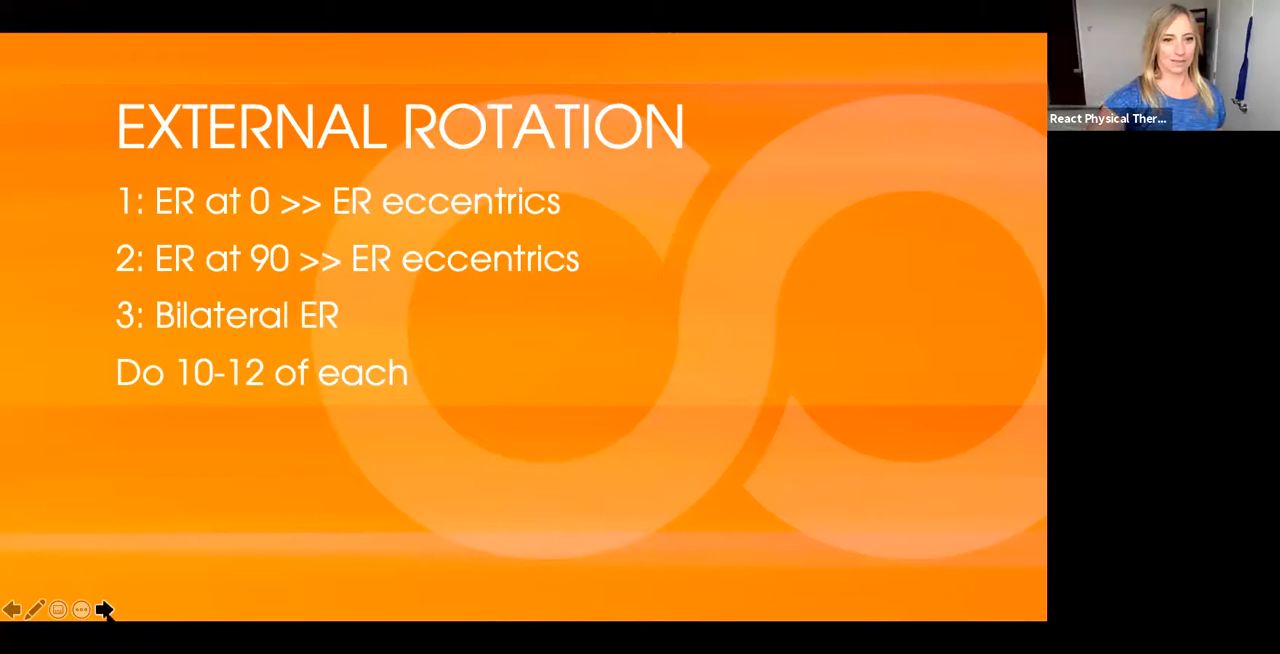 EXTERNAL ROTATION
1: ER at 0 >> ER eccentrics
2: ER at 90 >> ER eccentrics
3: Bilateral ER
Do 10-12 of each
React Physical Ther...